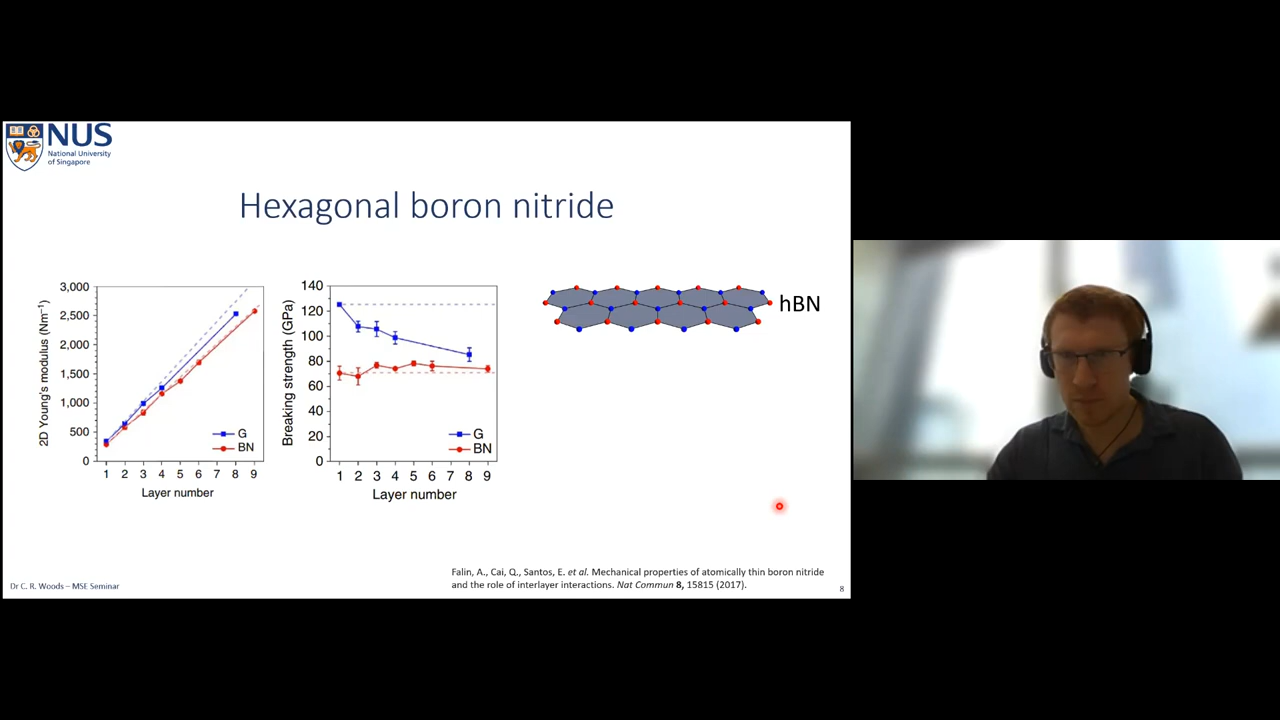 NUS
National University
of Singapore
Hexagonal boron nitride
2D Young's modulus (Nm⁻¹)
3,000
2,500
2,000
1,500
1,000
500
0
G
BN
1 2 3 4 5 6 7 8 9
Layer number
Breaking strength (GPa)
140
120
100
80
60
40
20
0
G
BN
1 2 3 4 5 6 7 8 9
Layer number
hBN
Falin, A., Cai, Q., Santos, E. et al. Mechanical properties of atomically thin boron nitride
and the role of interlayer interactions. Nat Commun 8, 15815 (2017).
Dr C. R. Woods – MSE Seminar
8